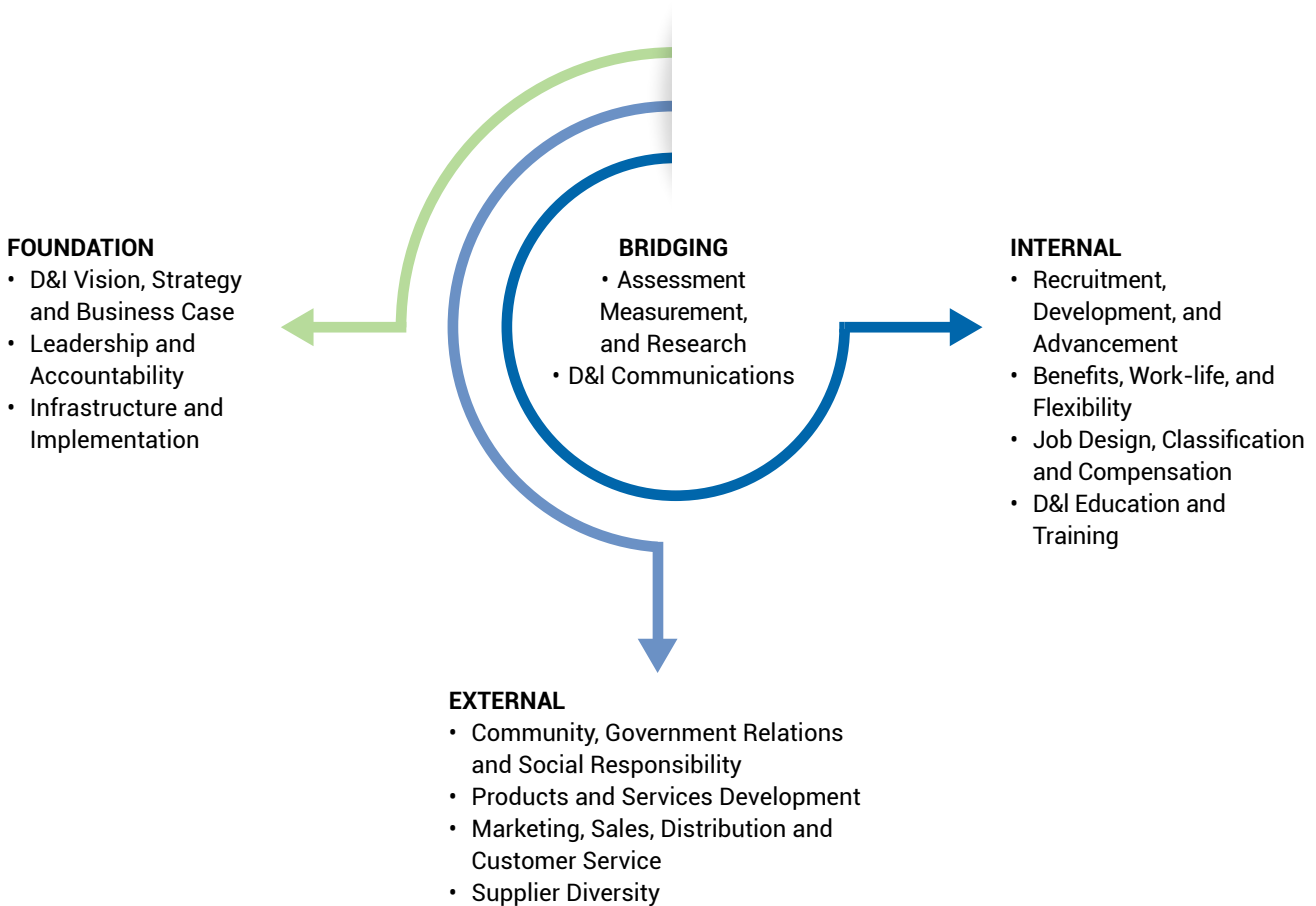 FOUNDATION
• D&I Vision, Strategy
and Business Case
• Leadership and
Accountability
• Infrastructure and
Implementation
BRIDGING
• Assessment
Measurement,
and Research
• D&l Communications
INTERNAL
• Recruitment,
Development, and
Advancement
• Benefits, Work-life, and
Flexibility
• Job Design, Classification
and Compensation
• D&l Education and
Training
EXTERNAL
• Community, Government Relations
and Social Responsibility
• Products and Services Development
• Marketing, Sales, Distribution and
Customer Service
• Supplier Diversity